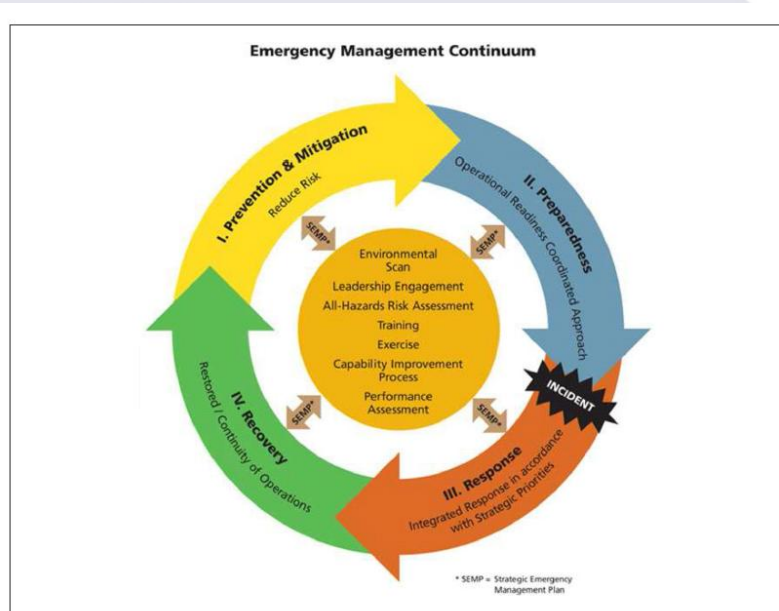 Emergency Management Continuum
I. Prevention & Mitigation
Reduce Risk
II. Preparedness
Operational Readiness Coordinated Approach
SEMP*
SEMP*
Environmental
Scan
Leadership Engagement
All-Hazards Risk Assessment
Training
Exercise
Capability Improvement
Process
Performance
Assessment
INCIDENT
SEMP*
SEMP*
III. Response
Integrated Response in accordance
with Strategic Priorities
IV. Recovery
Restored / Continuity of Operations
* SEMP = Strategic Emergency
Management Plan